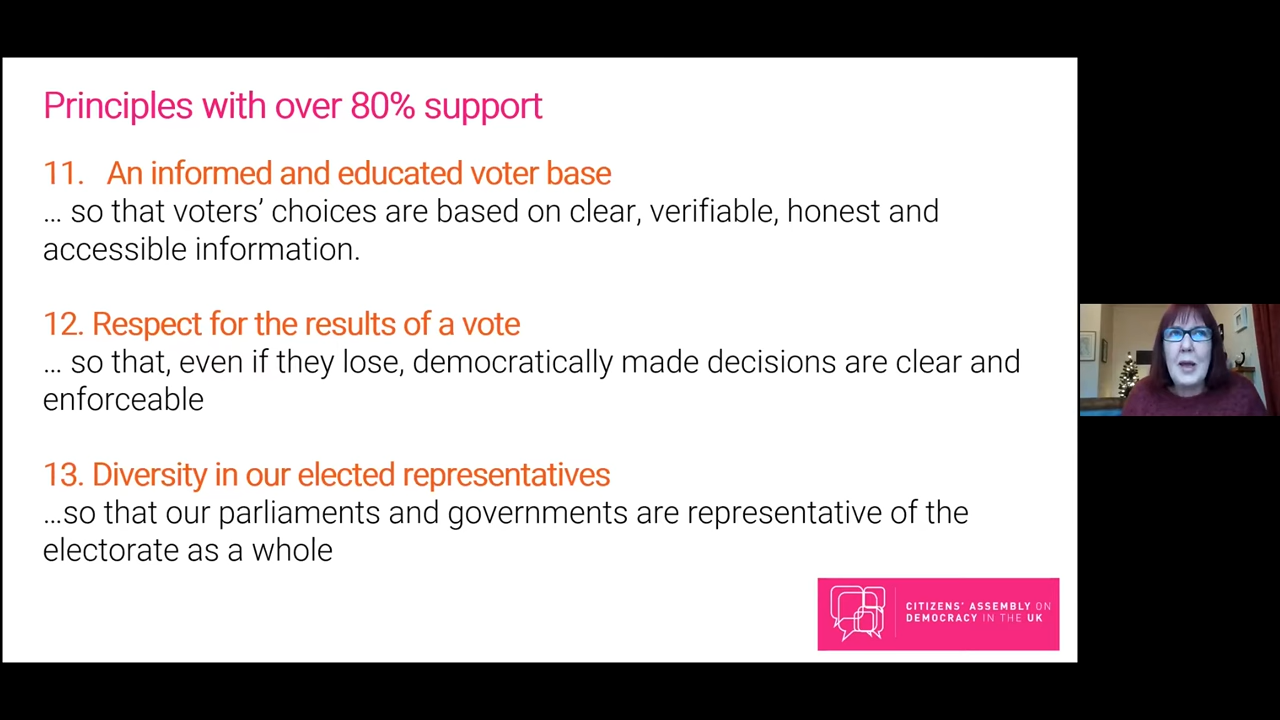 Principles with over 80% support
11. An informed and educated voter base
... so that voters’ choices are based on clear, verifiable, honest and
accessible information.
12. Respect for the results of a vote
... so that, even if they lose, democratically made decisions are clear and
enforceable
13. Diversity in our elected representatives
...so that our parliaments and governments are representative of the
electorate as a whole
CITIZENS’ ASSEMBLY ON
DEMOCRACY IN THE UK